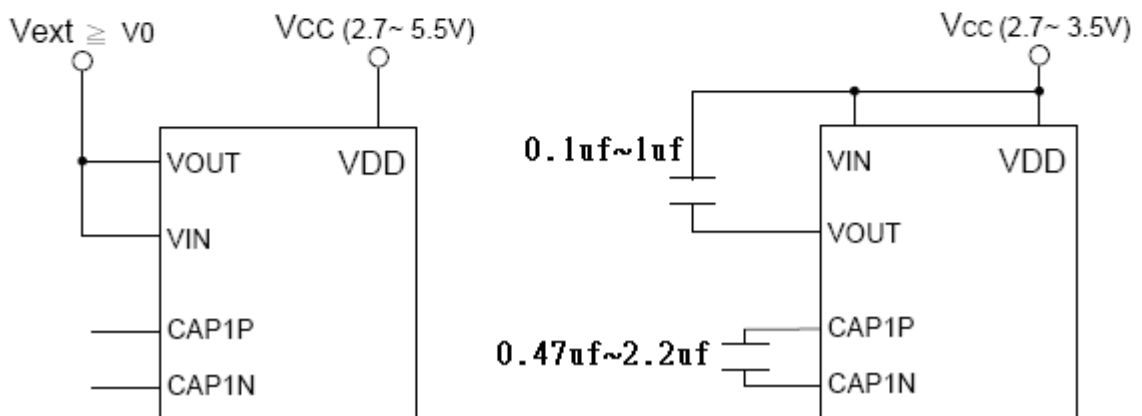 Vext ≧ V0
VCC (2.7~ 5.5V)
VOUT
VDD
VIN
CAP1P
CAP1N
Vcc (2.7~ 3.5V)
0.1uf~1uf
VIN
VDD
VOUT
CAP1P
0.47uf~2.2uf
CAP1N